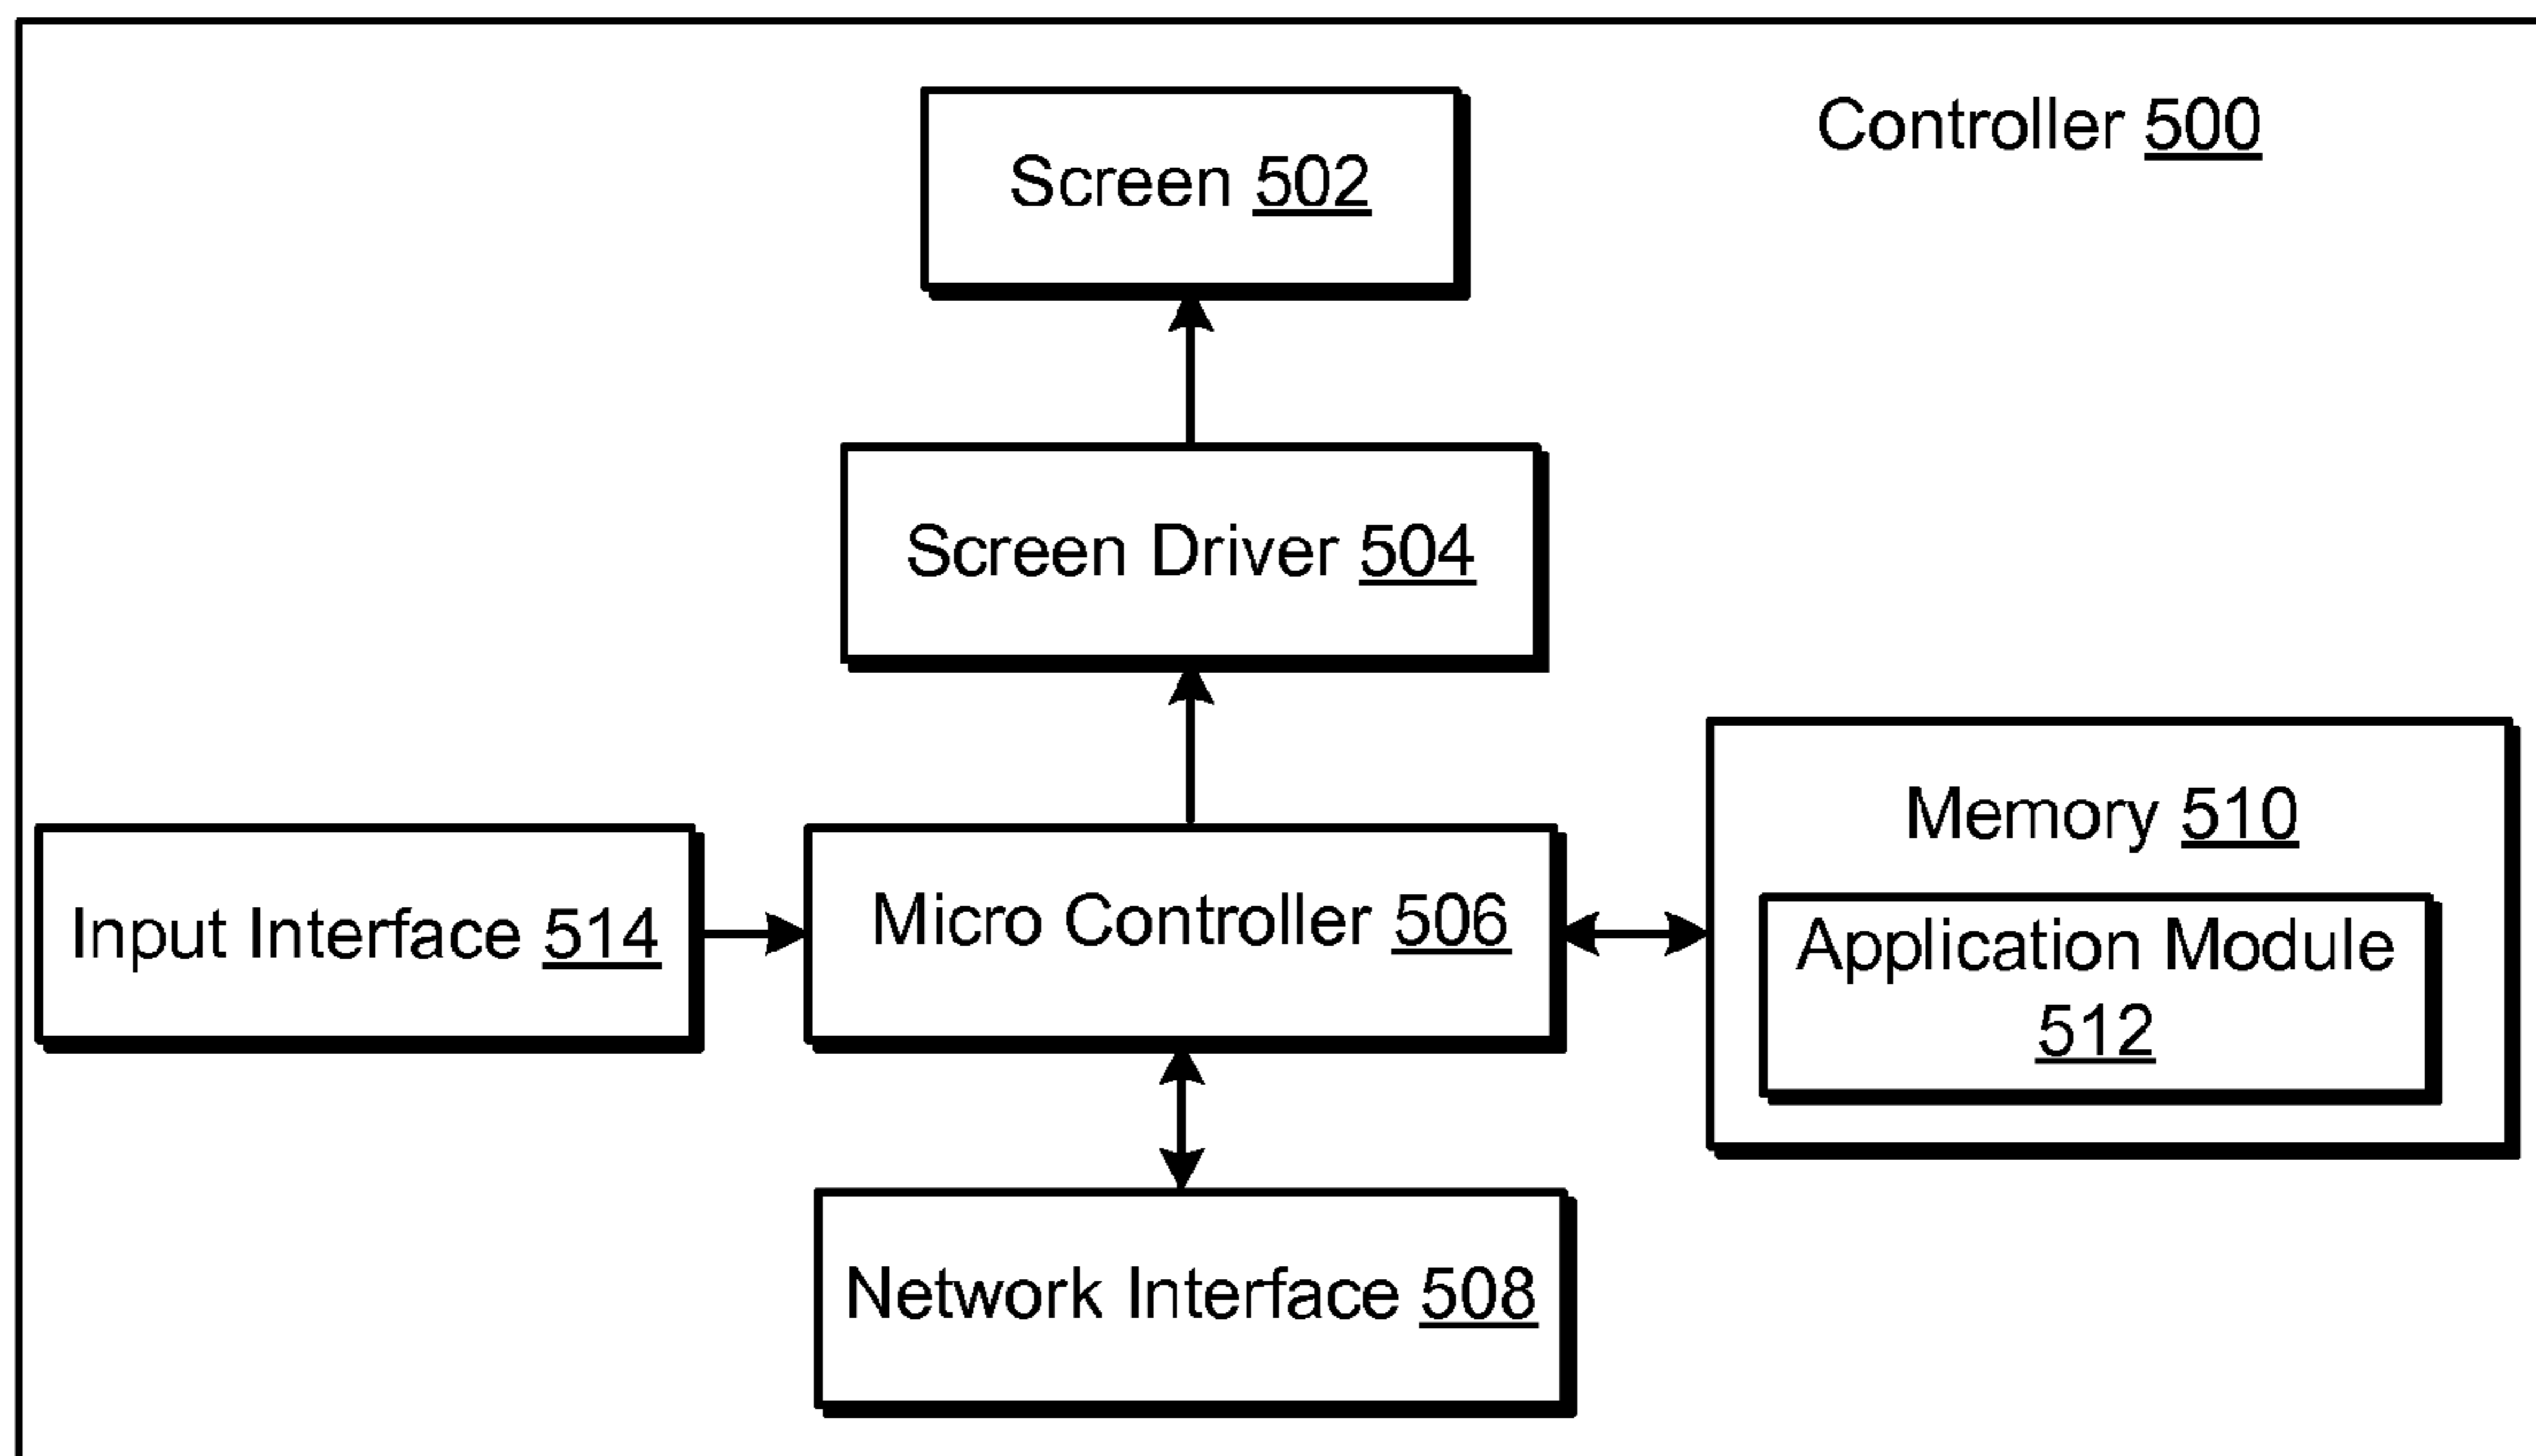 Controller 500
Screen 502
Screen Driver 504
Memory 510
Input Interface 514
Micro Controller 506
Application Module
512
Network Interface 508